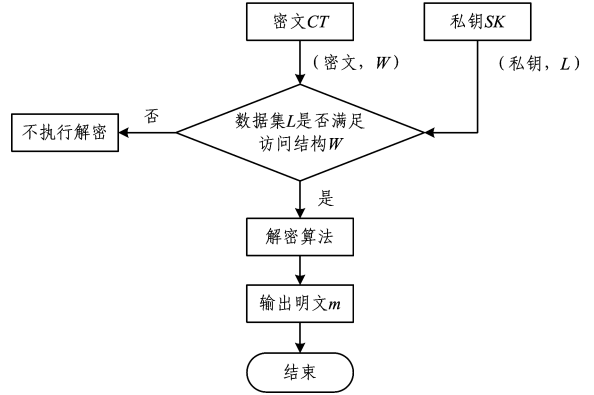 密文CT
私钥SK
（密文，W）
（私钥，L）
否
不执行解密
数据集L是否满足
访问结构W
是
解密算法
输出明文m
结束